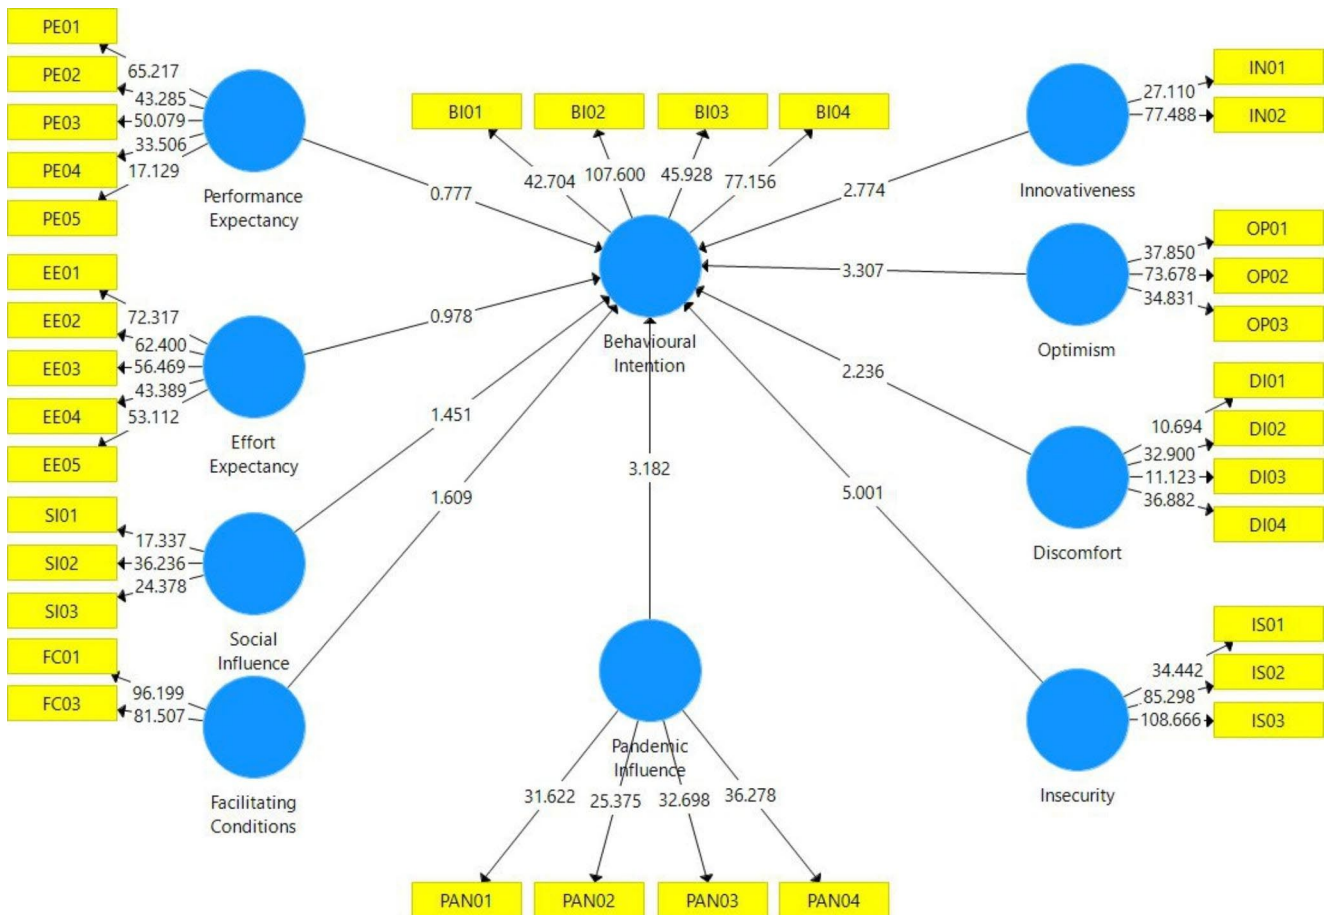 PE01
PE02
PE03
PE04
PE05
65.217
43.285
50.079
33.506
17.129
Performance
Expectancy
0.777
EE01
EE02
EE03
EE04
EE05
72.317
62.400
56.469
43.389
53.112
Effort
Expectancy
0.978
SI01
SI02
SI03
17.337
36.236
24.378
Social
Influence
1.451
FC01
FC03
96.199
81.507
Facilitating
Conditions
1.609
BI01
BI02
BI03
BI04
42.704
107.600
45.928
77.156
Behavioural
Intention
3.182
Pandemic
Influence
31.622
25.375
32.698
36.278
PAN01
PAN02
PAN03
PAN04
IN01
IN02
27.110
77.488
Innovativeness
2.774
OP01
OP02
OP03
37.850
73.678
34.831
Optimism
3.307
DI01
DI02
DI03
DI04
10.694
32.900
11.123
36.882
Discomfort
2.236
IS01
IS02
IS03
34.442
85.298
108.666
Insecurity
5.001